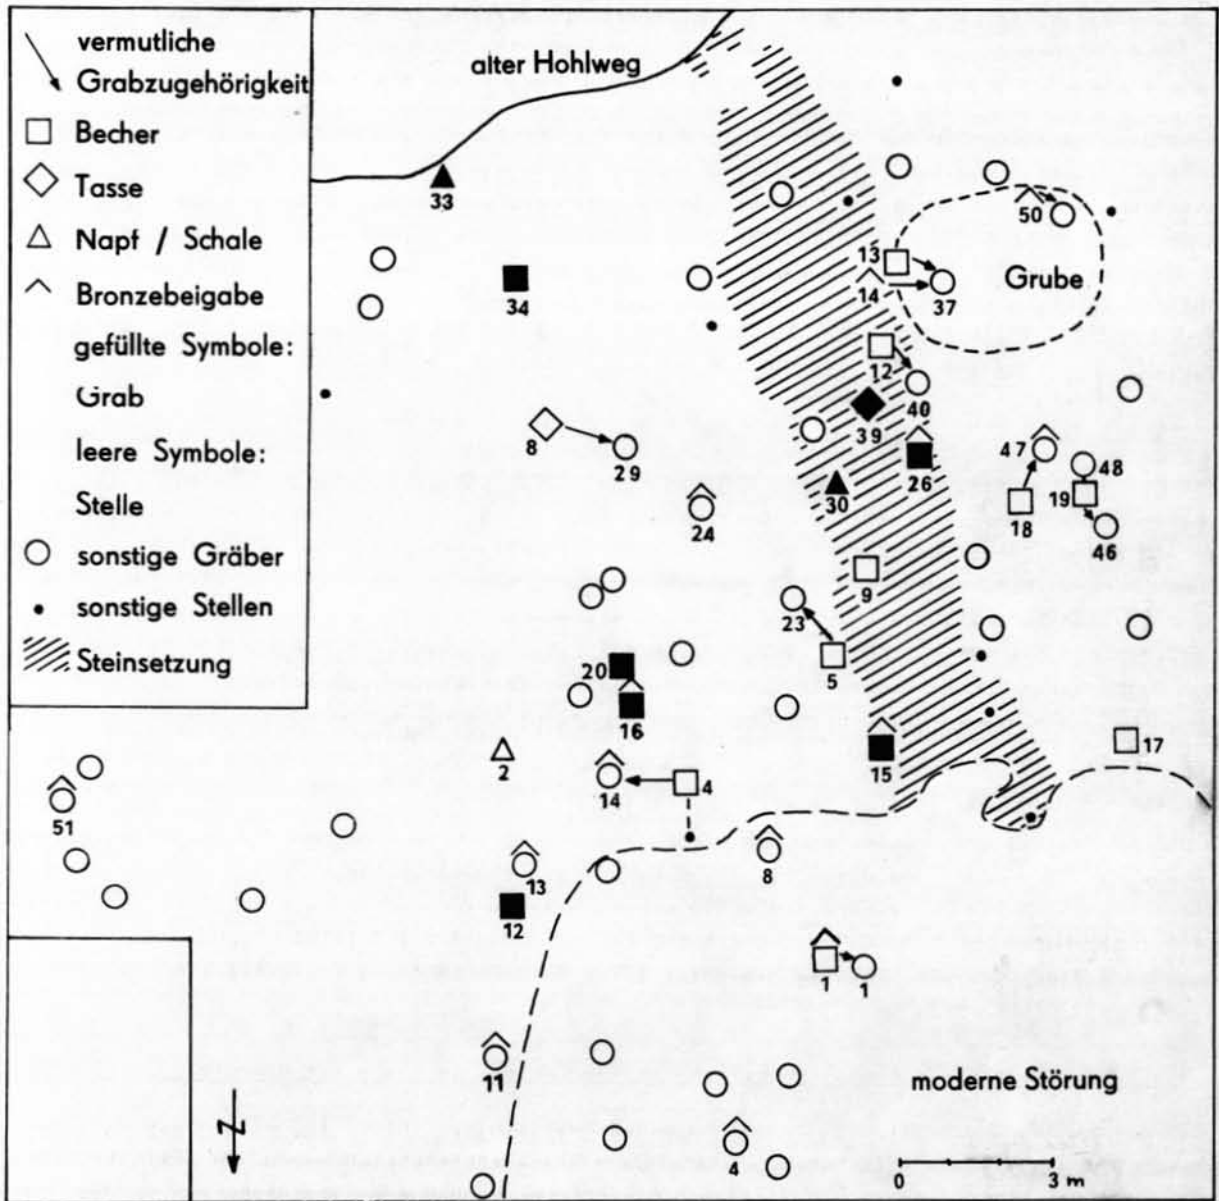 vermutliche
Grabzugehörigkeit
Becher
Tasse
Napf / Schale
Bronzebeigabe
gefüllte Symbole:
Grab
leere Symbole:
Stelle
sonstige Gräber
sonstige Stellen
Steinsetzung
alter Hohlweg
33
34
50
13
Grube
14
37
12
40
39
8
29
47
48
26
30
24
18
19
46
9
23
5
20
16
17
2
15
14
4
51
8
13
12
1
1
11
moderne Störung
4
N
0 3 m